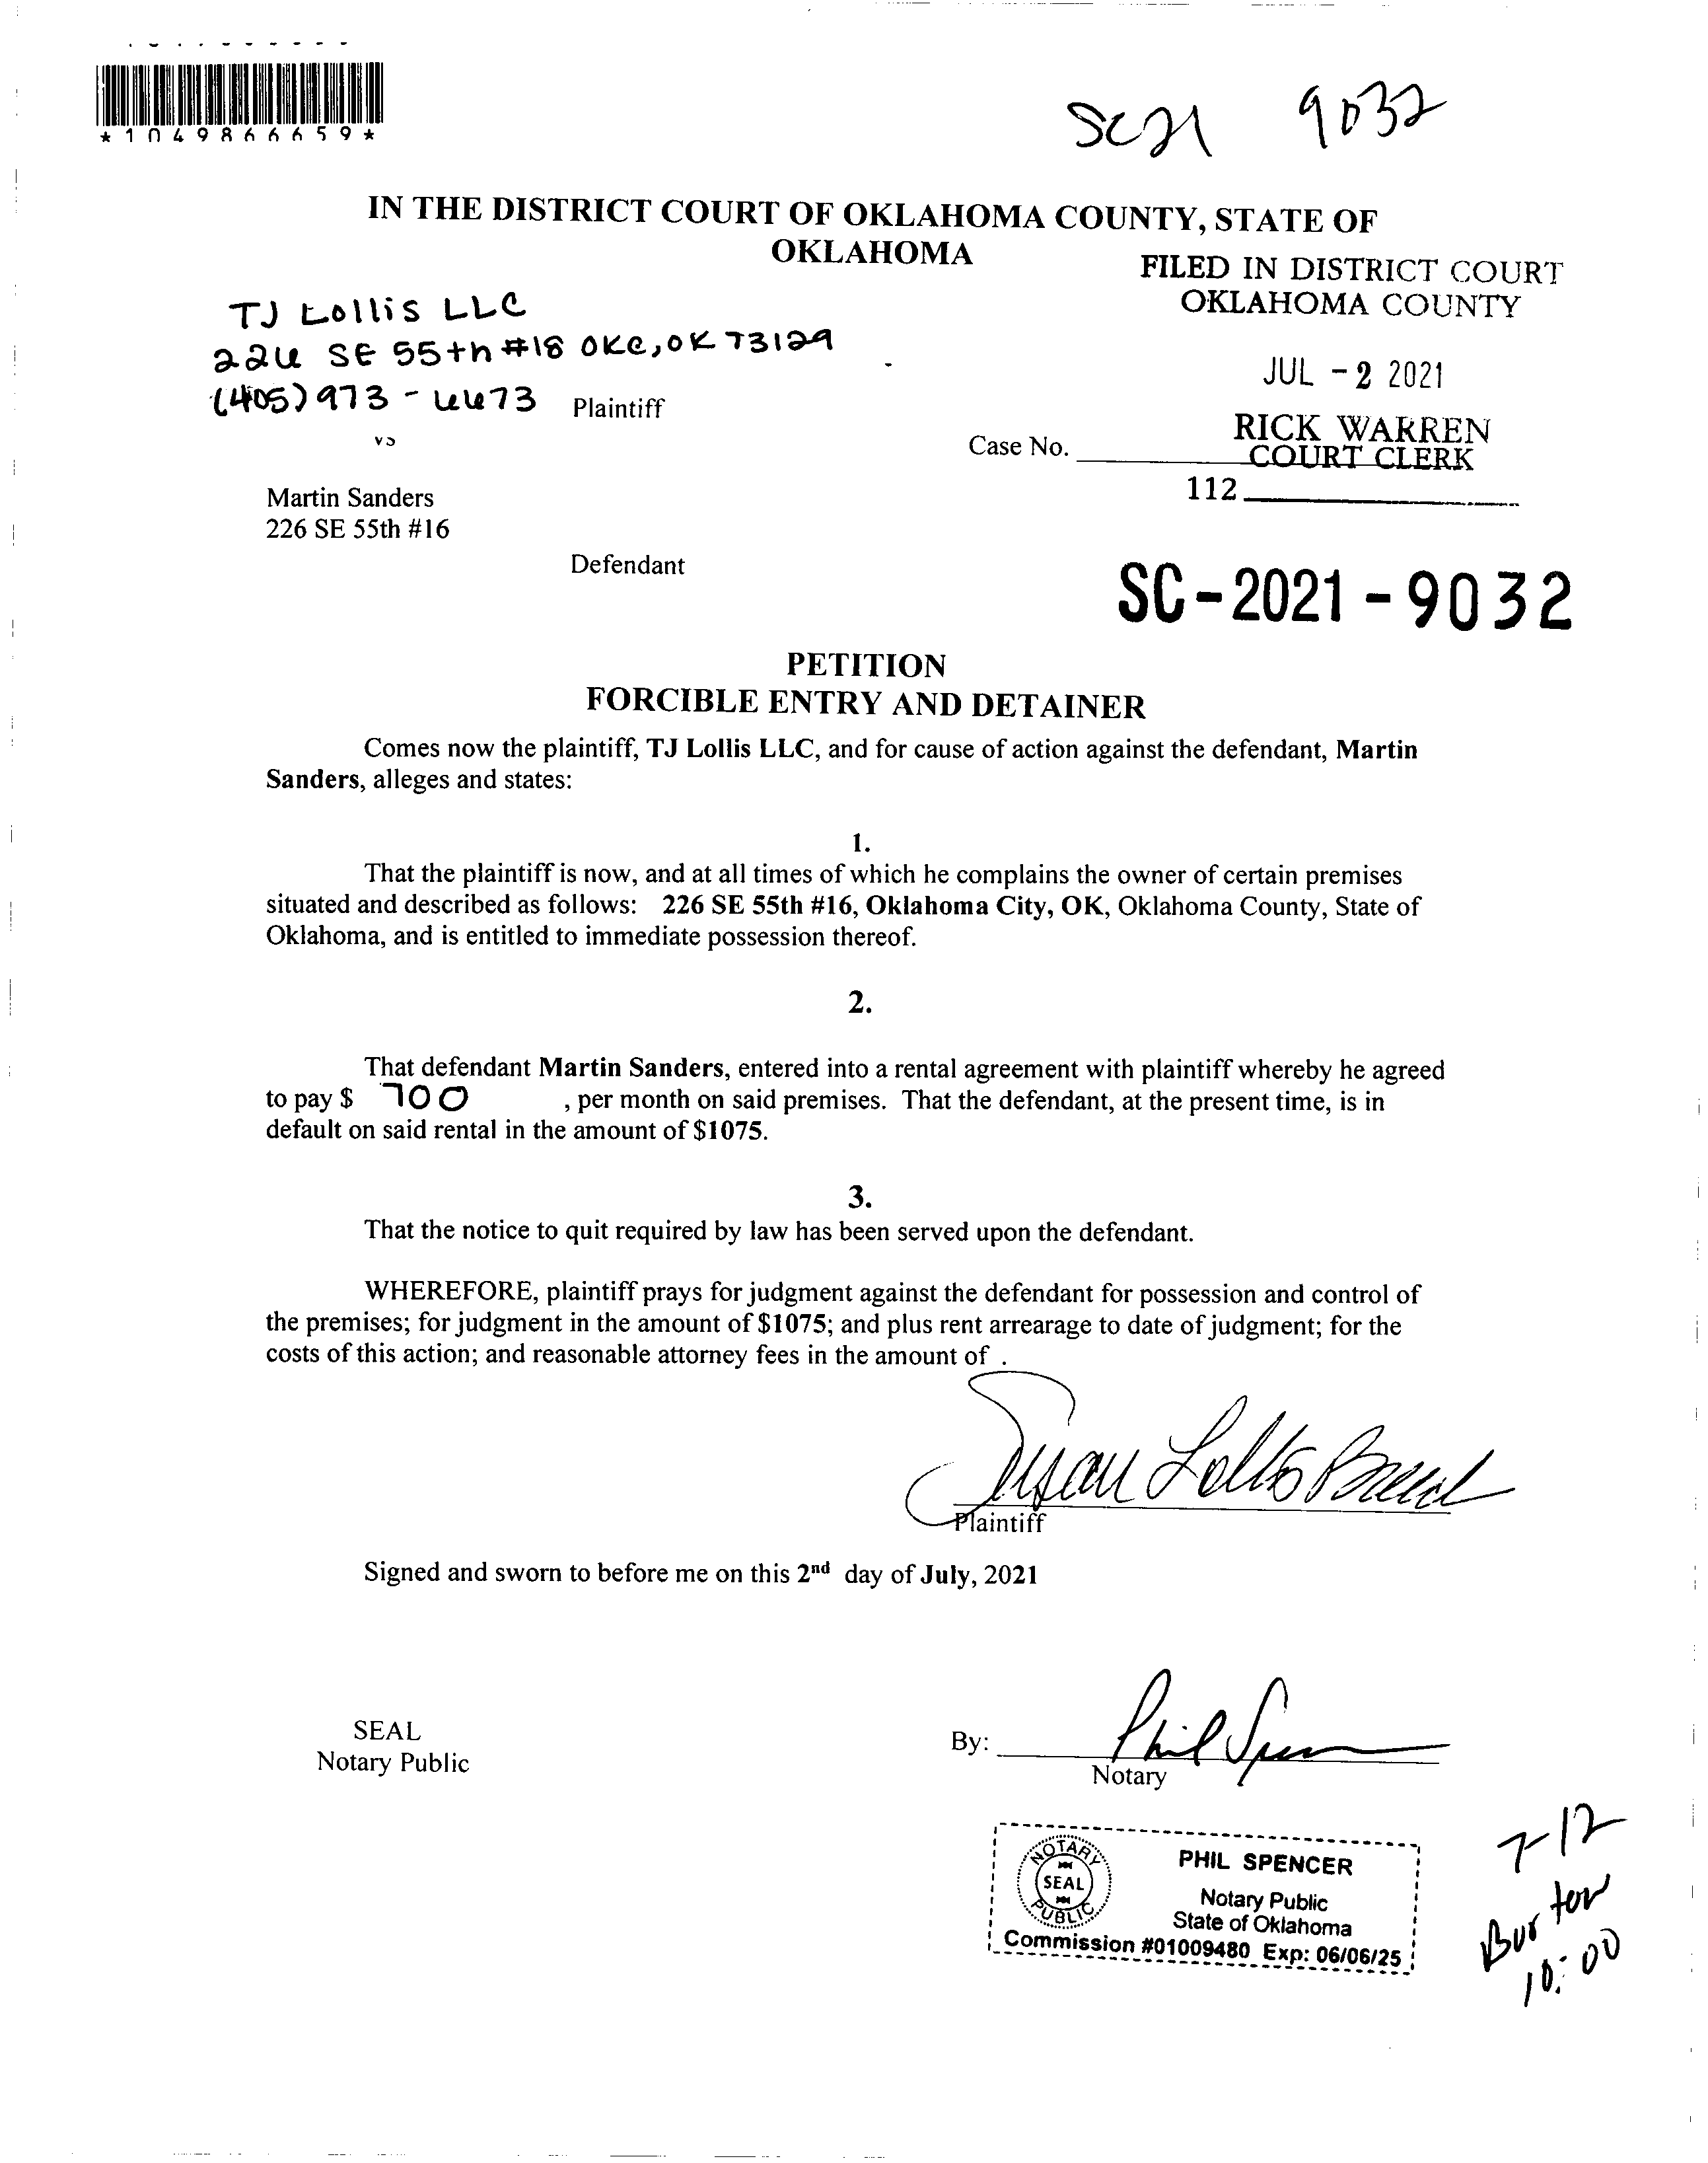 *1049866659*
SC21 9032
IN THE DISTRICT COURT OF OKLAHOMA COUNTY, STATE OF
OKLAHOMA
FILED IN DISTRICT COURT
OKLAHOMA COUNTY
TJ Lollis LLC
226 SE 55th #18 OKC, OK 73129
JUL - 2 2021
(405) 973 - 6673 Plaintiff
vs
RICK WARREN
COURT CLERK
Case No.
112
Martin Sanders
226 SE 55th #16
Defendant
SC - 2021 - 9032
PETITION
FORCIBLE ENTRY AND DETAINER
Comes now the plaintiff, TJ Lollis LLC, and for cause of action against the defendant, Martin
Sanders, alleges and states:
1.
That the plaintiff is now, and at all times of which he complains the owner of certain premises
situated and described as follows: 226 SE 55th #16, Oklahoma City, OK, Oklahoma County, State of
Oklahoma, and is entitled to immediate possession thereof.
2.
That defendant Martin Sanders, entered into a rental agreement with plaintiff whereby he agreed
to pay $ 700 , per month on said premises. That the defendant, at the present time, is in
default on said rental in the amount of $1075.
3.
That the notice to quit required by law has been served upon the defendant.
WHEREFORE, plaintiff prays for judgment against the defendant for possession and control of
the premises; for judgment in the amount of $1075; and plus rent arrearage to date of judgment; for the
costs of this action; and reasonable attorney fees in the amount of .
Susan Lollis
Plaintiff
Signed and sworn to before me on this 2nd day of July, 2021
SEAL
Notary Public
By: Phil Spencer
Notary
NOTARY
SEAL
PUBLIC
PHIL SPENCER
Notary Public
State of Oklahoma
Commission #01009480 Exp: 06/06/25
7-12
Burton
10:00